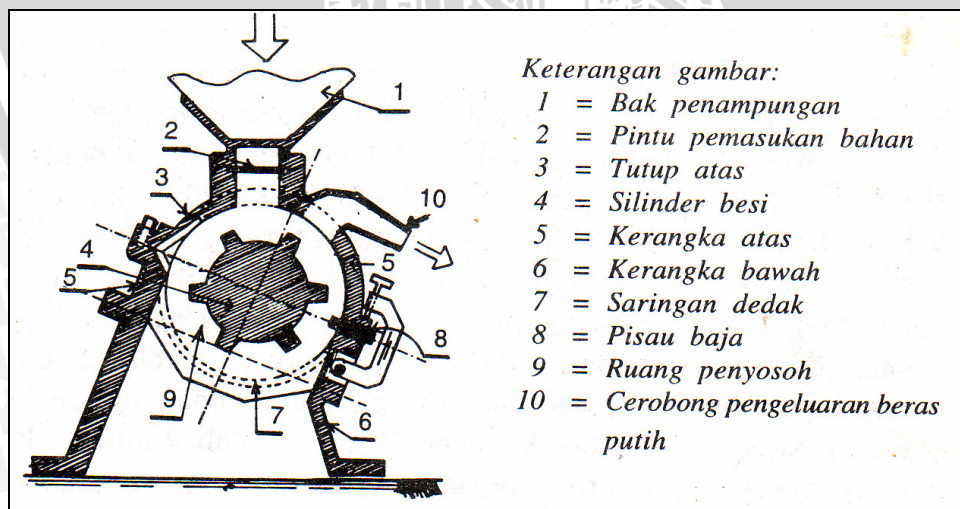 Keterangan gambar:
1 = Bak penampungan
2 = Pintu pemasukan bahan
3 = Tutup atas
4 = Silinder besi
5 = Kerangka atas
6 = Kerangka bawah
7 = Saringan dedak
8 = Pisau baja
9 = Ruang penyosoh
10 = Cerobong pengeluaran beras
putih
1
2
3
10
4
5
5
8
9
7
6